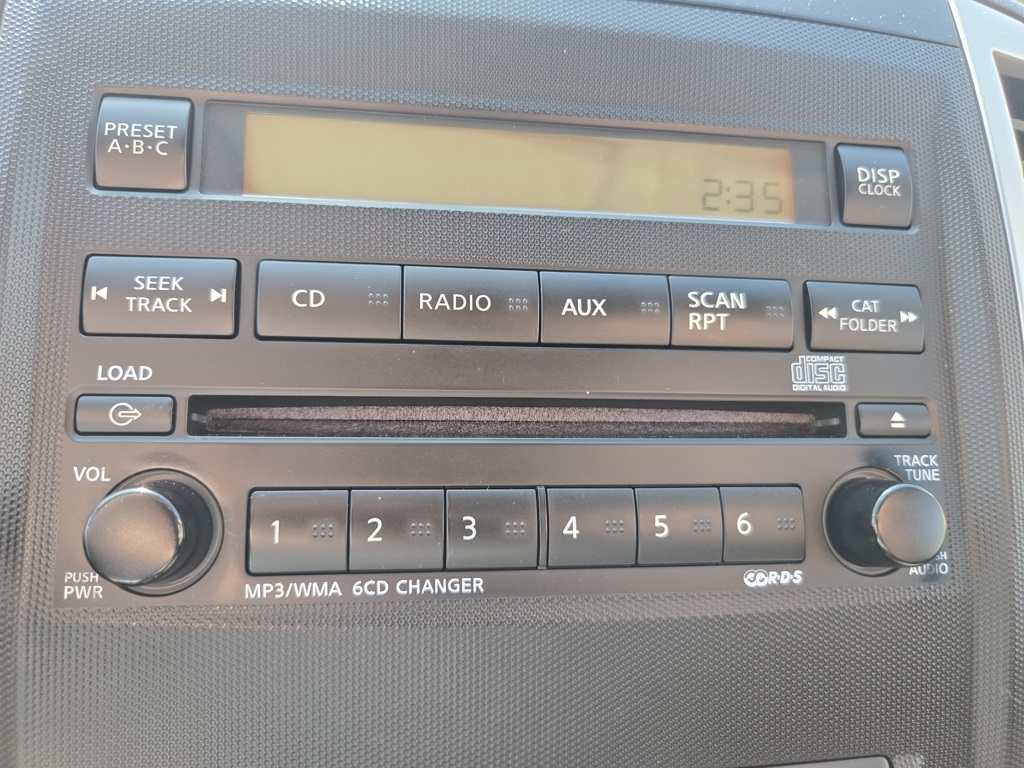 PRESET
A·B·C
2:35
DISP
CLOCK
SEEK
TRACK
CD
RADIO
AUX
SCAN
RPT
CAT
FOLDER
LOAD
COMPACT
disc
DIGITAL AUDIO
VOL
TRACK
TUNE
1
2
3
4
5
6
PUSH
PWR
MP3/WMA 6CD CHANGER
R·D·S
AUDIO